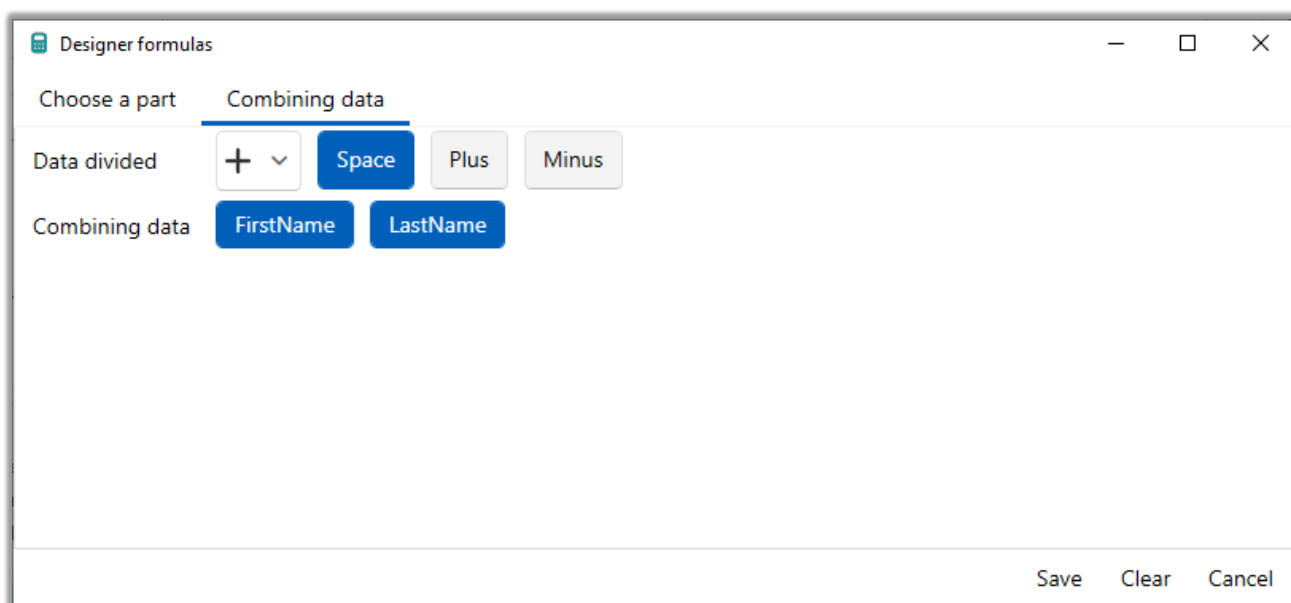 Designer formulas
Choose a part Combining data
Data divided Space Plus Minus
Combining data FirstName LastName
Save Clear Cancel